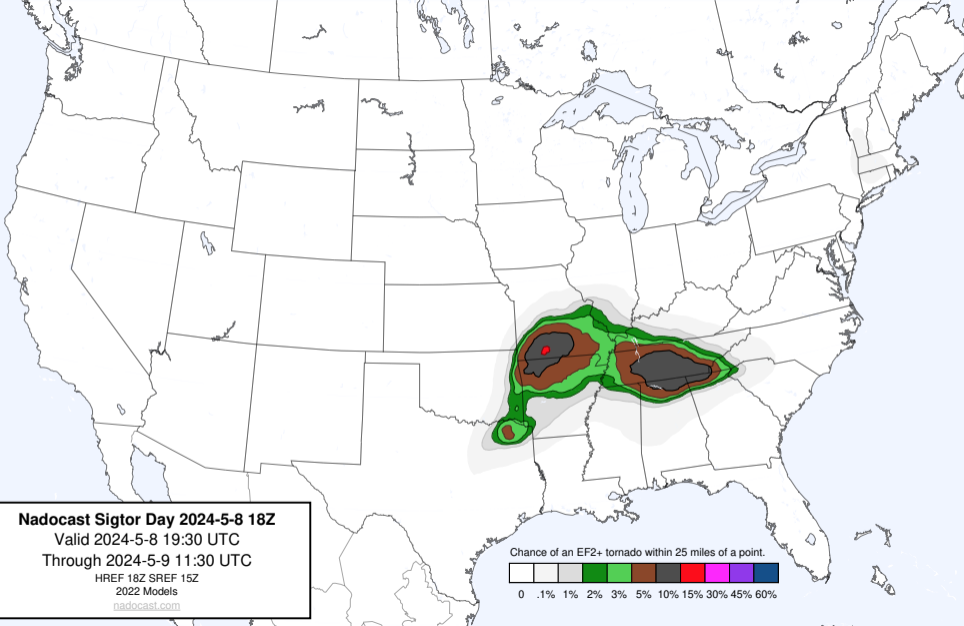 Nadocast Sigtor Day 2024-5-8 18Z
Valid 2024-5-8 19:30 UTC
Through 2024-5-9 11:30 UTC
HREF 18Z SREF 15Z
2022 Models
nadocast.com
Chance of an EF2+ tornado within 25 miles of a point.
0 .1% 1% 2% 3% 5% 10% 15% 30% 45% 60%